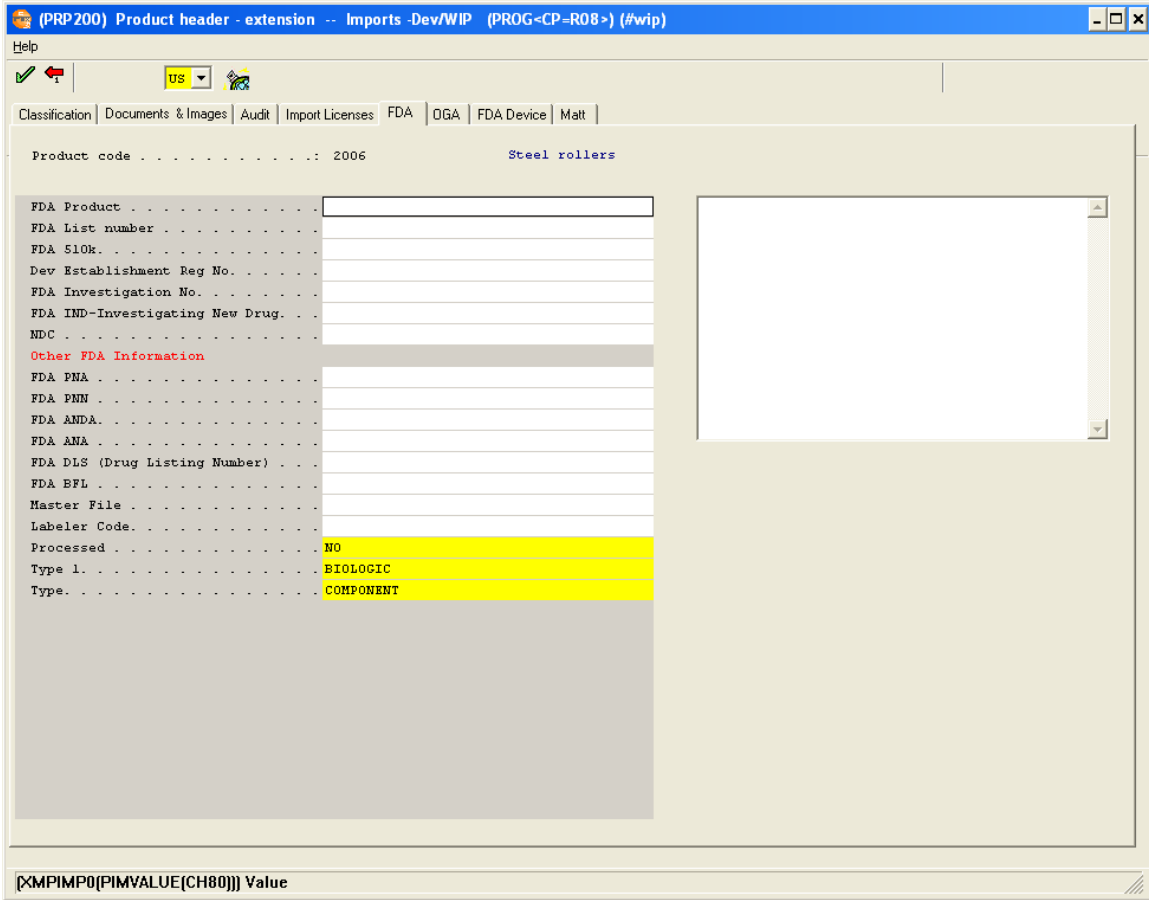 (PRP200) Product header - extension -- Imports -Dev/WIP (PROG<CP=R08>) (#wip)
Help
1 US
Classification Documents & Images Audit Import Licenses FDA OGA FDA Device Matt
Product code . . . . . . . . . . .: 2006 Steel rollers
FDA Product . . . . . . . . . . . .
FDA List number . . . . . . . . . .
FDA 510k. . . . . . . . . . . . . .
Dev Establishment Reg No. . . . . .
FDA Investigation No. . . . . . . .
FDA IND-Investigating New Drug. . .
NDC . . . . . . . . . . . . . . . .
Other FDA Information
FDA PNA . . . . . . . . . . . . . .
FDA PNN . . . . . . . . . . . . . .
FDA ANDA. . . . . . . . . . . . . .
FDA ANA . . . . . . . . . . . . . .
FDA DLS (Drug Listing Number) . . .
FDA BFL . . . . . . . . . . . . . .
Master File . . . . . . . . . . . .
Labeler Code. . . . . . . . . . . .
Processed . . . . . . . . . . . . . NO
Type 1. . . . . . . . . . . . . . . BIOLOGIC
Type. . . . . . . . . . . . . . . . COMPONENT
(XMPIMP0(PIMVALUE(CH80))) Value